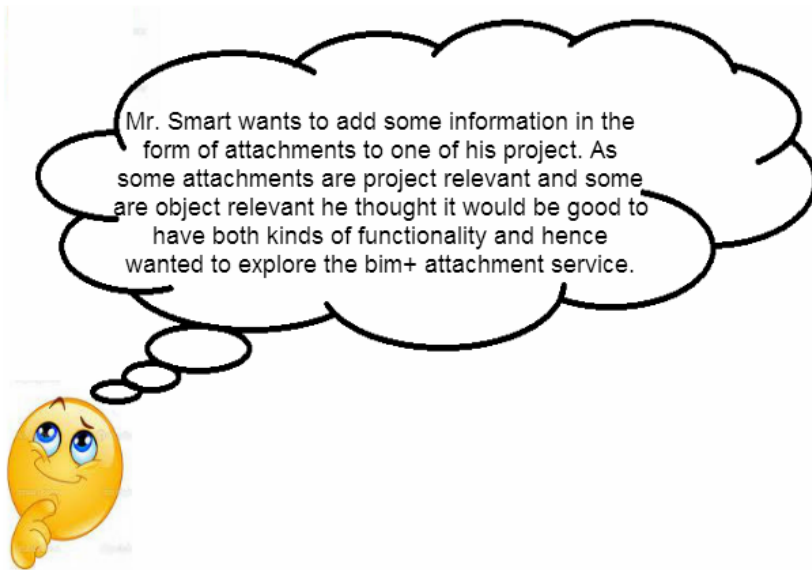 Mr. Smart wants to add some information in the
form of attachments to one of his project. As
some attachments are project relevant and some
are object relevant he thought it would be good to
have both kinds of functionality and hence
wanted to explore the bim+ attachment service.